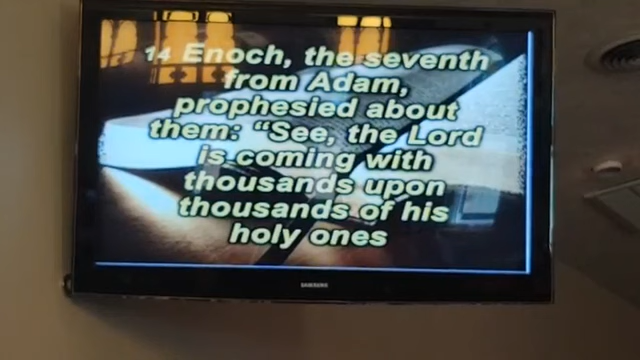 14 Enoch, the seventh
from Adam,
prophesied about
them: “See, the Lord
is coming with
thousands upon
thousands of his
holy ones
SAMSUNG